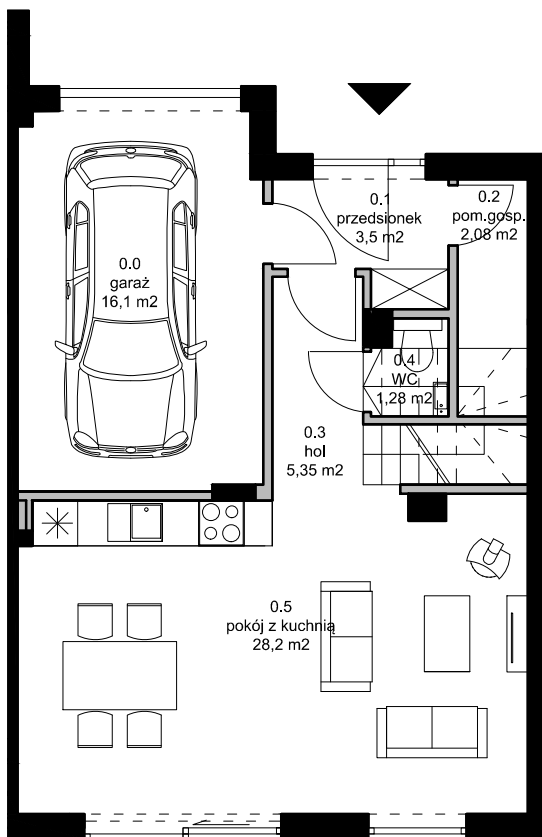 0.1
przedsionek
3,5 m2
0.2
pom.gosp.
2,08 m2
0.0
garaż
16,1 m2
0.4
WC
1,28 m2
0.3
hol
5,35 m2
0.5
pokój z kuchnią
28,2 m2